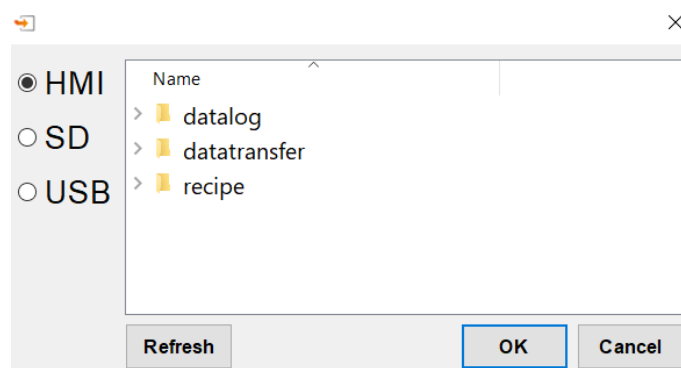 HMI
SD
USB
Name
datalog
datatransfer
recipe
Refresh
OK
Cancel